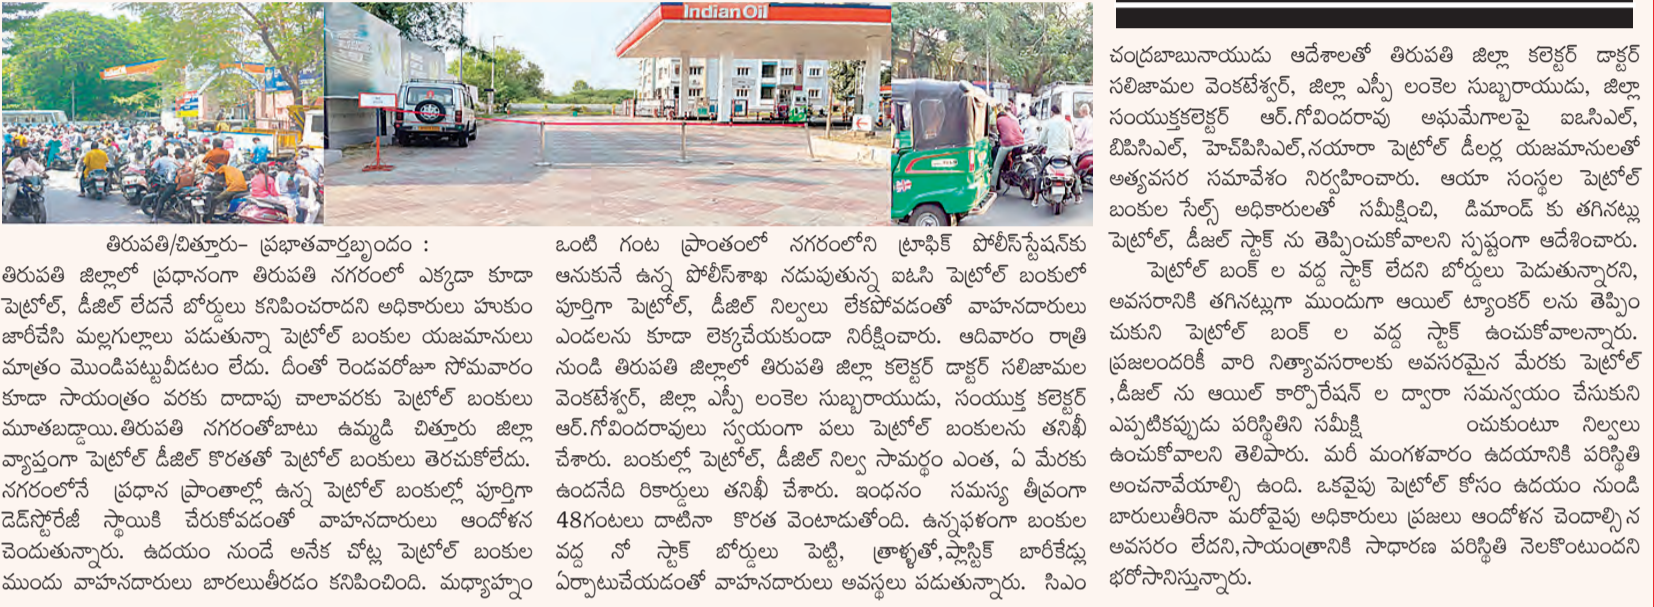 IndianOil
తిరుపతి/చిత్తూరు– ప్రభాతవార్తబృందం :
తిరుపతి జిల్లాలో ప్రధానంగా తిరుపతి నగరంలో ఎక్కడా కూడా
పెట్రోల్, డీజిల్ లేదనే బోర్డులు కనిపించరాదని అధికారులు హుకుం
జారీచేసి మల్లగుల్లాలు పడుతున్నా పెట్రోల్ బంకుల యజమానులు
మాత్రం మొండిపట్టువీడటం లేదు. దీంతో రెండవరోజూ సోమవారం
కూడా సాయంత్రం వరకు దాదాపు చాలావరకు పెట్రోల్ బంకులు
మూతబడ్డాయి.తిరుపతి నగరంతోబాటు ఉమ్మడి చిత్తూరు జిల్లా
వ్యాప్తంగా పెట్రోల్ డీజిల్ కొరతతో పెట్రోల్ బంకులు తెరచుకోలేదు.
నగరంలోనే ప్రధాన ప్రాంతాల్లో ఉన్న పెట్రోల్ బంకుల్లో పూర్తిగా
డెడ్‌స్టోరేజీ స్థాయికి చేరుకోవడంతో వాహనదారులు ఆందోళన
చెందుతున్నారు. ఉదయం నుండే అనేక చోట్ల పెట్రోల్ బంకుల
ముందు వాహనదారులు బారలుతీరడం కనిపించింది. మధ్యాహ్నం
ఒంటి గంట ప్రాంతంలో నగరంలోని ట్రాఫిక్ పోలీస్‌స్టేషన్‌కు
ఆనుకునే ఉన్న పోలీస్‌శాఖ నడుపుతున్న ఐఓసి పెట్రోల్ బంకులో
పూర్తిగా పెట్రోల్, డీజిల్ నిల్వలు లేకపోవడంతో వాహనదారులు
ఎండలను కూడా లెక్కచేయకుండా నిరీక్షించారు. ఆదివారం రాత్రి
నుండి తిరుపతి జిల్లాలో తిరుపతి జిల్లా కలెక్టర్ డాక్టర్ సలిజామల
వెంకటేశ్వర్, జిల్లా ఎస్పీ లంకెల సుబ్బరాయుడు, సంయుక్త కలెక్టర్
ఆర్.గోవిందరావులు స్వయంగా పలు పెట్రోల్ బంకులను తనిఖీ
చేశారు. బంకుల్లో పెట్రోల్, డీజిల్ నిల్వ సామర్థం ఎంత, ఏ మేరకు
ఉందనేది రికార్డులు తనిఖీ చేశారు. ఇంధనం సమస్య తీవ్రంగా
48గంటలు దాటినా కొరత వెంటాడుతోంది. ఉన్నఫళంగా బంకుల
వద్ద నో స్టాక్ బోర్డులు పెట్టి, త్రాళ్ళతో,ప్లాస్టిక్ బారీకేడ్లు
ఏర్పాటుచేయడంతో వాహనదారులు అవస్థలు పడుతున్నారు. సిఎం
చంద్రబాబునాయుడు ఆదేశాలతో తిరుపతి జిల్లా కలెక్టర్ డాక్టర్
సలిజామల వెంకటేశ్వర్, జిల్లా ఎస్పీ లంకెల సుబ్బరాయుడు, జిల్లా
సంయుక్తకలెక్టర్ ఆర్.గోవిందరావు అఘమేగాలపై ఐఒసిఎల్,
బిపిసిఎల్, హెచ్‌పిసిఎల్,నయారా పెట్రోల్ డీలర్ల యజమానులతో
అత్యవసర సమావేశం నిర్వహించారు. ఆయా సంస్థల పెట్రోల్
బంకుల సేల్స్ అధికారులతో సమీక్షించి, డిమాండ్ కు తగినట్లు
పెట్రోల్, డీజల్ స్టాక్ ను తెప్పించుకోవాలని స్పష్టంగా ఆదేశించారు.
పెట్రోల్ బంక్ ల వద్ద స్టాక్ లేదని బోర్డులు పెడుతున్నారని,
అవసరానికి తగినట్లుగా ముందుగా ఆయిల్ ట్యాంకర్ లను తెప్పిం
చుకుని పెట్రోల్ బంక్ ల వద్ద స్టాక్ ఉంచుకోవాలన్నారు.
ప్రజలందరికీ వారి నిత్యావసరాలకు అవసరమైన మేరకు పెట్రోల్
,డీజల్ ను ఆయిల్ కార్పొరేషన్ ల ద్వారా సమన్వయం చేసుకుని
ఎప్పటికప్పుడు పరిస్థితిని సమీక్షి ంచుకుంటూ నిల్వలు
ఉంచుకోవాలని తెలిపారు. మరీ మంగళవారం ఉదయానికి పరిస్థితి
అంచనావేయాల్సి ఉంది. ఒకవైపు పెట్రోల్ కోసం ఉదయం నుండి
బారులుతీరినా మరోవైపు అధికారులు ప్రజలు ఆందోళన చెందాల్సిన
అవసరం లేదని,సాయంత్రానికి సాధారణ పరిస్థితి నెలకొంటుందని
భరోసానిస్తున్నారు.